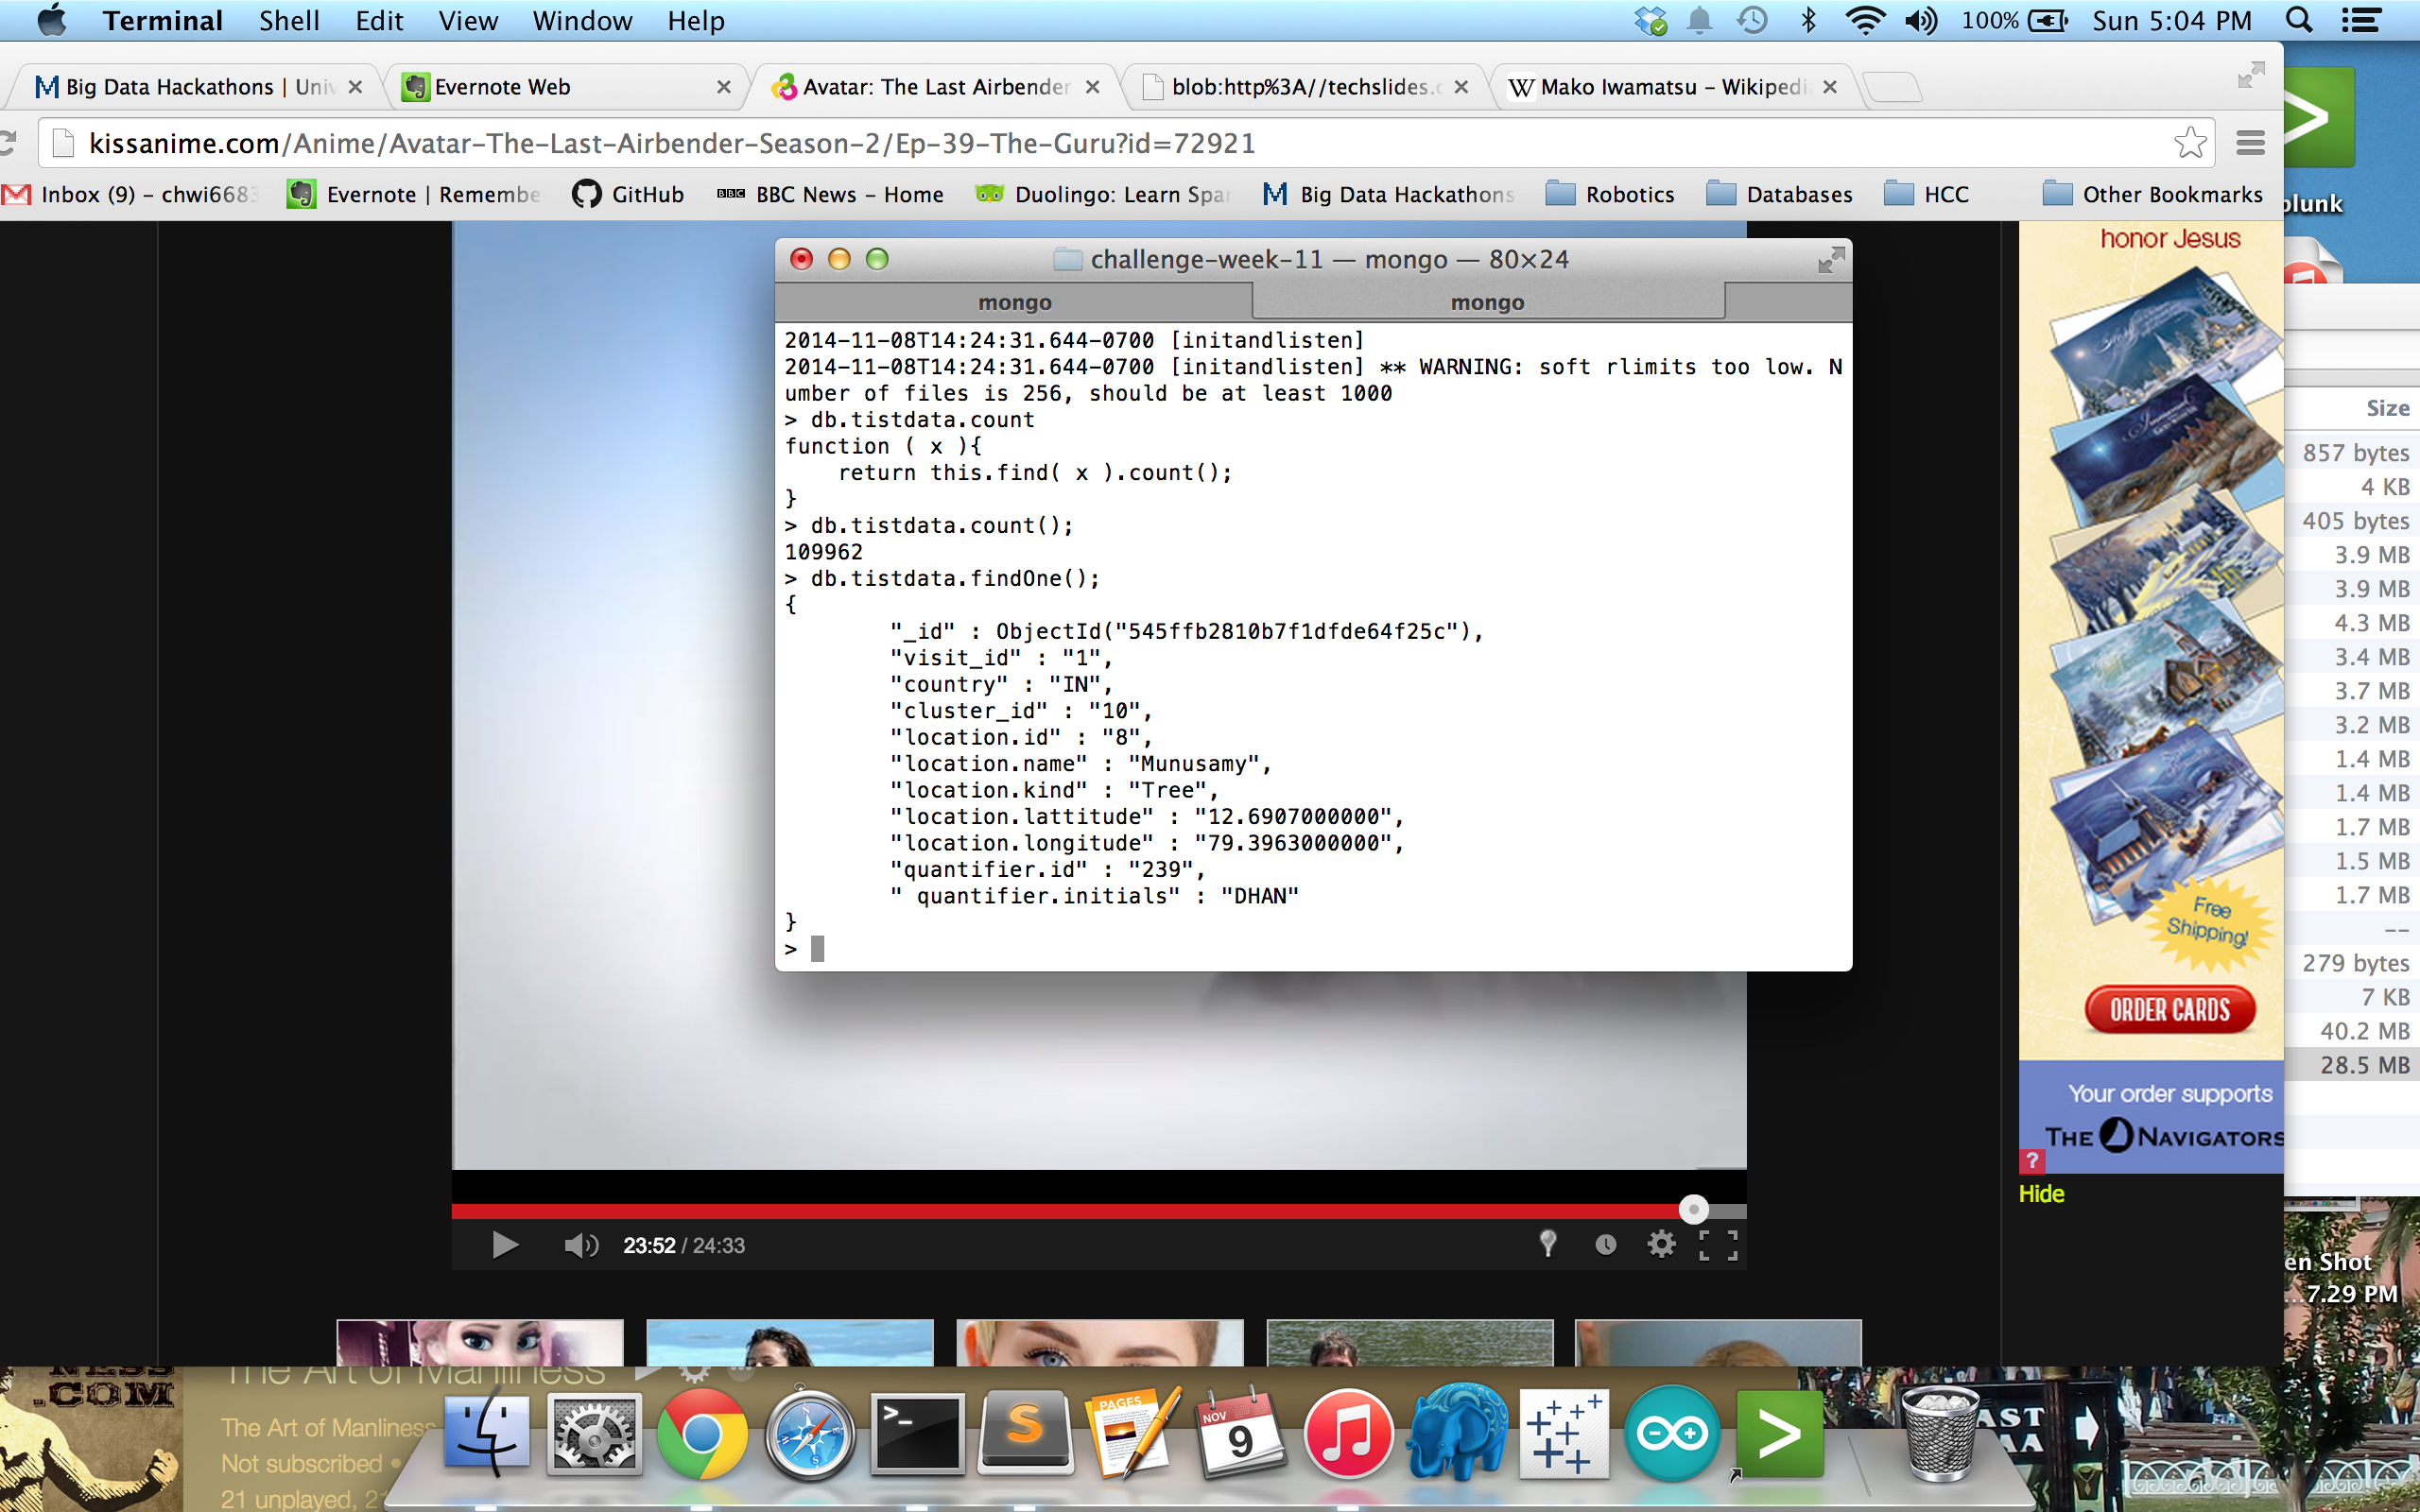 Terminal Shell Edit View Window Help 100% Sun 5:04 PM
Big Data Hackathons | Univ
Evernote Web
Avatar: The Last Airbender
blob:http%3A//techslides.c
Mako Iwamatsu – Wikipedi
kissanime.com/Anime/Avatar-The-Last-Airbender-Season-2/Ep-39-The-Guru?id=72921
Inbox (9) – chwi6683 Evernote | Remembe GitHub BBC BBC News – Home Duolingo: Learn Spa Big Data Hackathons Robotics Databases HCC Other Bookmarks
challenge-week-11 — mongo — 80×24
mongo mongo
2014-11-08T14:24:31.644-0700 [initandlisten]
2014-11-08T14:24:31.644-0700 [initandlisten] ** WARNING: soft rlimits too low. N
umber of files is 256, should be at least 1000
> db.tistdata.count
function ( x ){
    return this.find( x ).count();
}
> db.tistdata.count();
109962
> db.tistdata.findOne();
{
        "_id" : ObjectId("545ffb2810b7f1dfde64f25c"),
        "visit_id" : "1",
        "country" : "IN",
        "cluster_id" : "10",
        "location.id" : "8",
        "location.name" : "Munusamy",
        "location.kind" : "Tree",
        "location.lattitude" : "12.6907000000",
        "location.longitude" : "79.3963000000",
        "quantifier.id" : "239",
        " quantifier.initials" : "DHAN"
}
>
honor Jesus
Free
Shipping!
ORDER CARDS
Your order supports
THE NAVIGATORS
?
Hide
plunk
Size
857 bytes
4 KB
405 bytes
3.9 MB
3.9 MB
4.3 MB
3.4 MB
3.7 MB
3.2 MB
1.4 MB
1.4 MB
1.7 MB
1.5 MB
1.7 MB
--
279 bytes
7 KB
40.2 MB
28.5 MB
23:52 / 24:33
en Shot
...7.29 PM
NESS
.COM
The Art of Manliness
The Art of Manliness
Not subscribed •
21 unplayed, 2
>_
S
PAGES
NOV
9
AST